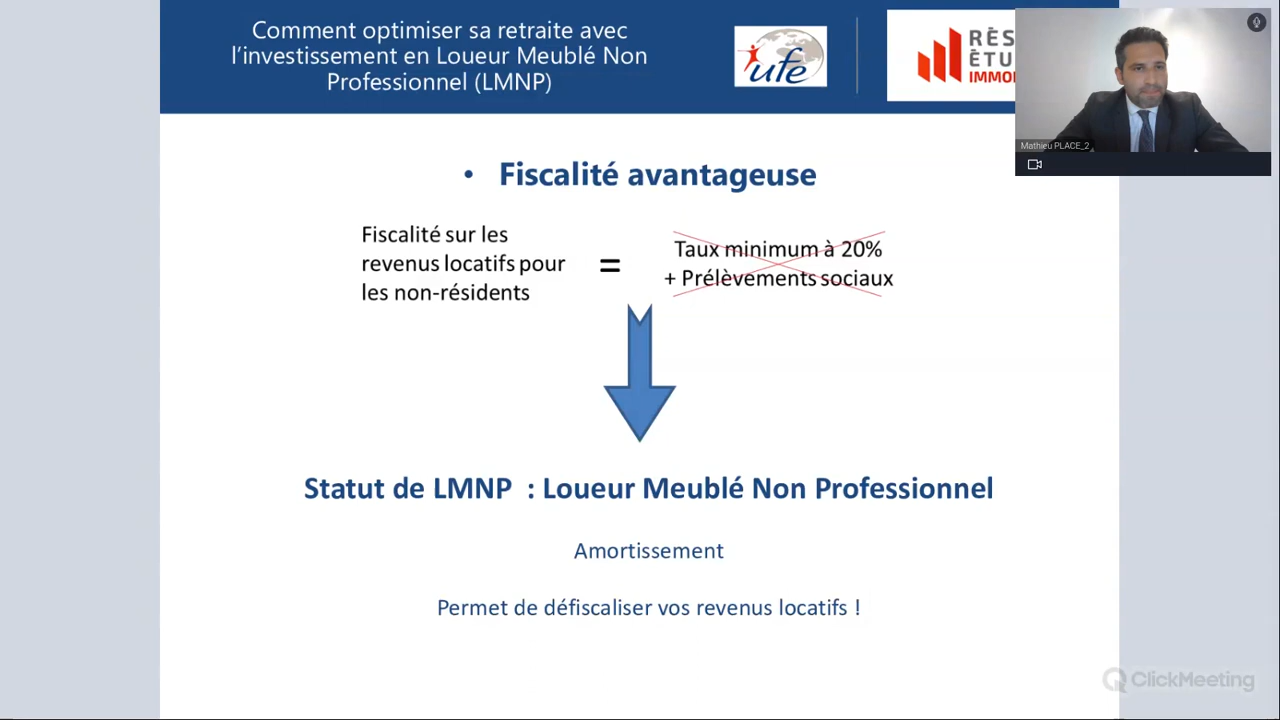 Comment optimiser sa retraite avec
l'investissement en Loueur Meublé Non
Professionnel (LMNP)
ufe
RÈS
ÉTU
IMMO
Mathieu PLACE_2
• Fiscalité avantageuse
Fiscalité sur les
revenus locatifs pour
les non-résidents
=
Taux minimum à 20%
+ Prélèvements sociaux
Statut de LMNP : Loueur Meublé Non Professionnel
Amortissement
Permet de défiscaliser vos revenus locatifs !
ClickMeeting